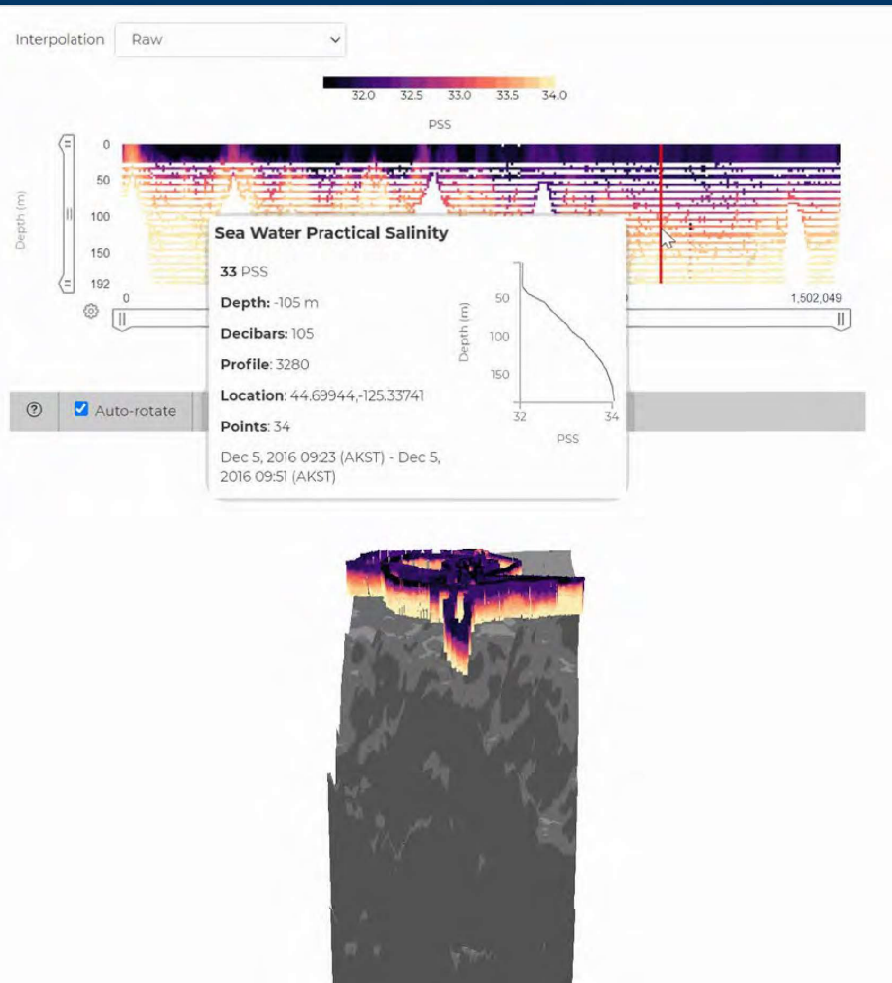 Interpolation Raw
32.0 32.5 33.0 33.5 34.0
PSS
Depth (m)
0
50
100
150
192
0
0 1,502,049
Sea Water Practical Salinity
33 PSS
Depth: -105 m
Decibars: 105
Profile: 3280
Location: 44.69944,-125.33741
Points: 34
Dec 5, 2016 09:23 (AKST) - Dec 5,
2016 09:51 (AKST)
Depth (m)
50
100
150
32 34
PSS
Auto-rotate